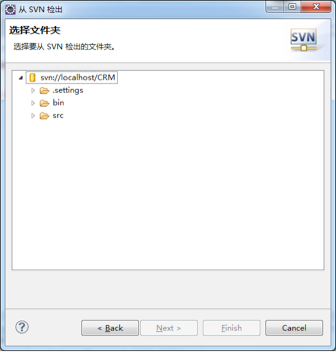 从 SVN 检出
选择文件夹
选择要从 SVN 检出的文件夹。
SVN
svn://localhost/CRM
.settings
bin
src
?
< Back
Next >
Finish
Cancel